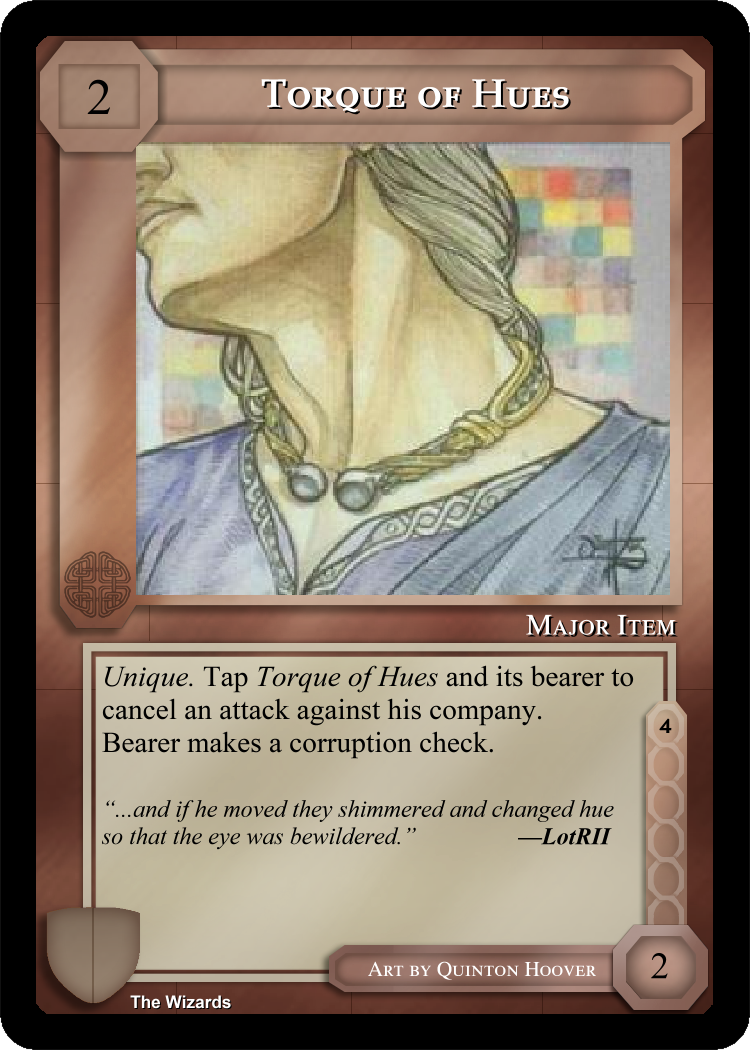 2
Torque of Hues
Major Item
Unique. Tap Torque of Hues and its bearer to
cancel an attack against his company.
Bearer makes a corruption check.
4
“...and if he moved they shimmered and changed hue
so that the eye was bewildered.” —LotRII
Art by Quinton Hoover
2
The Wizards